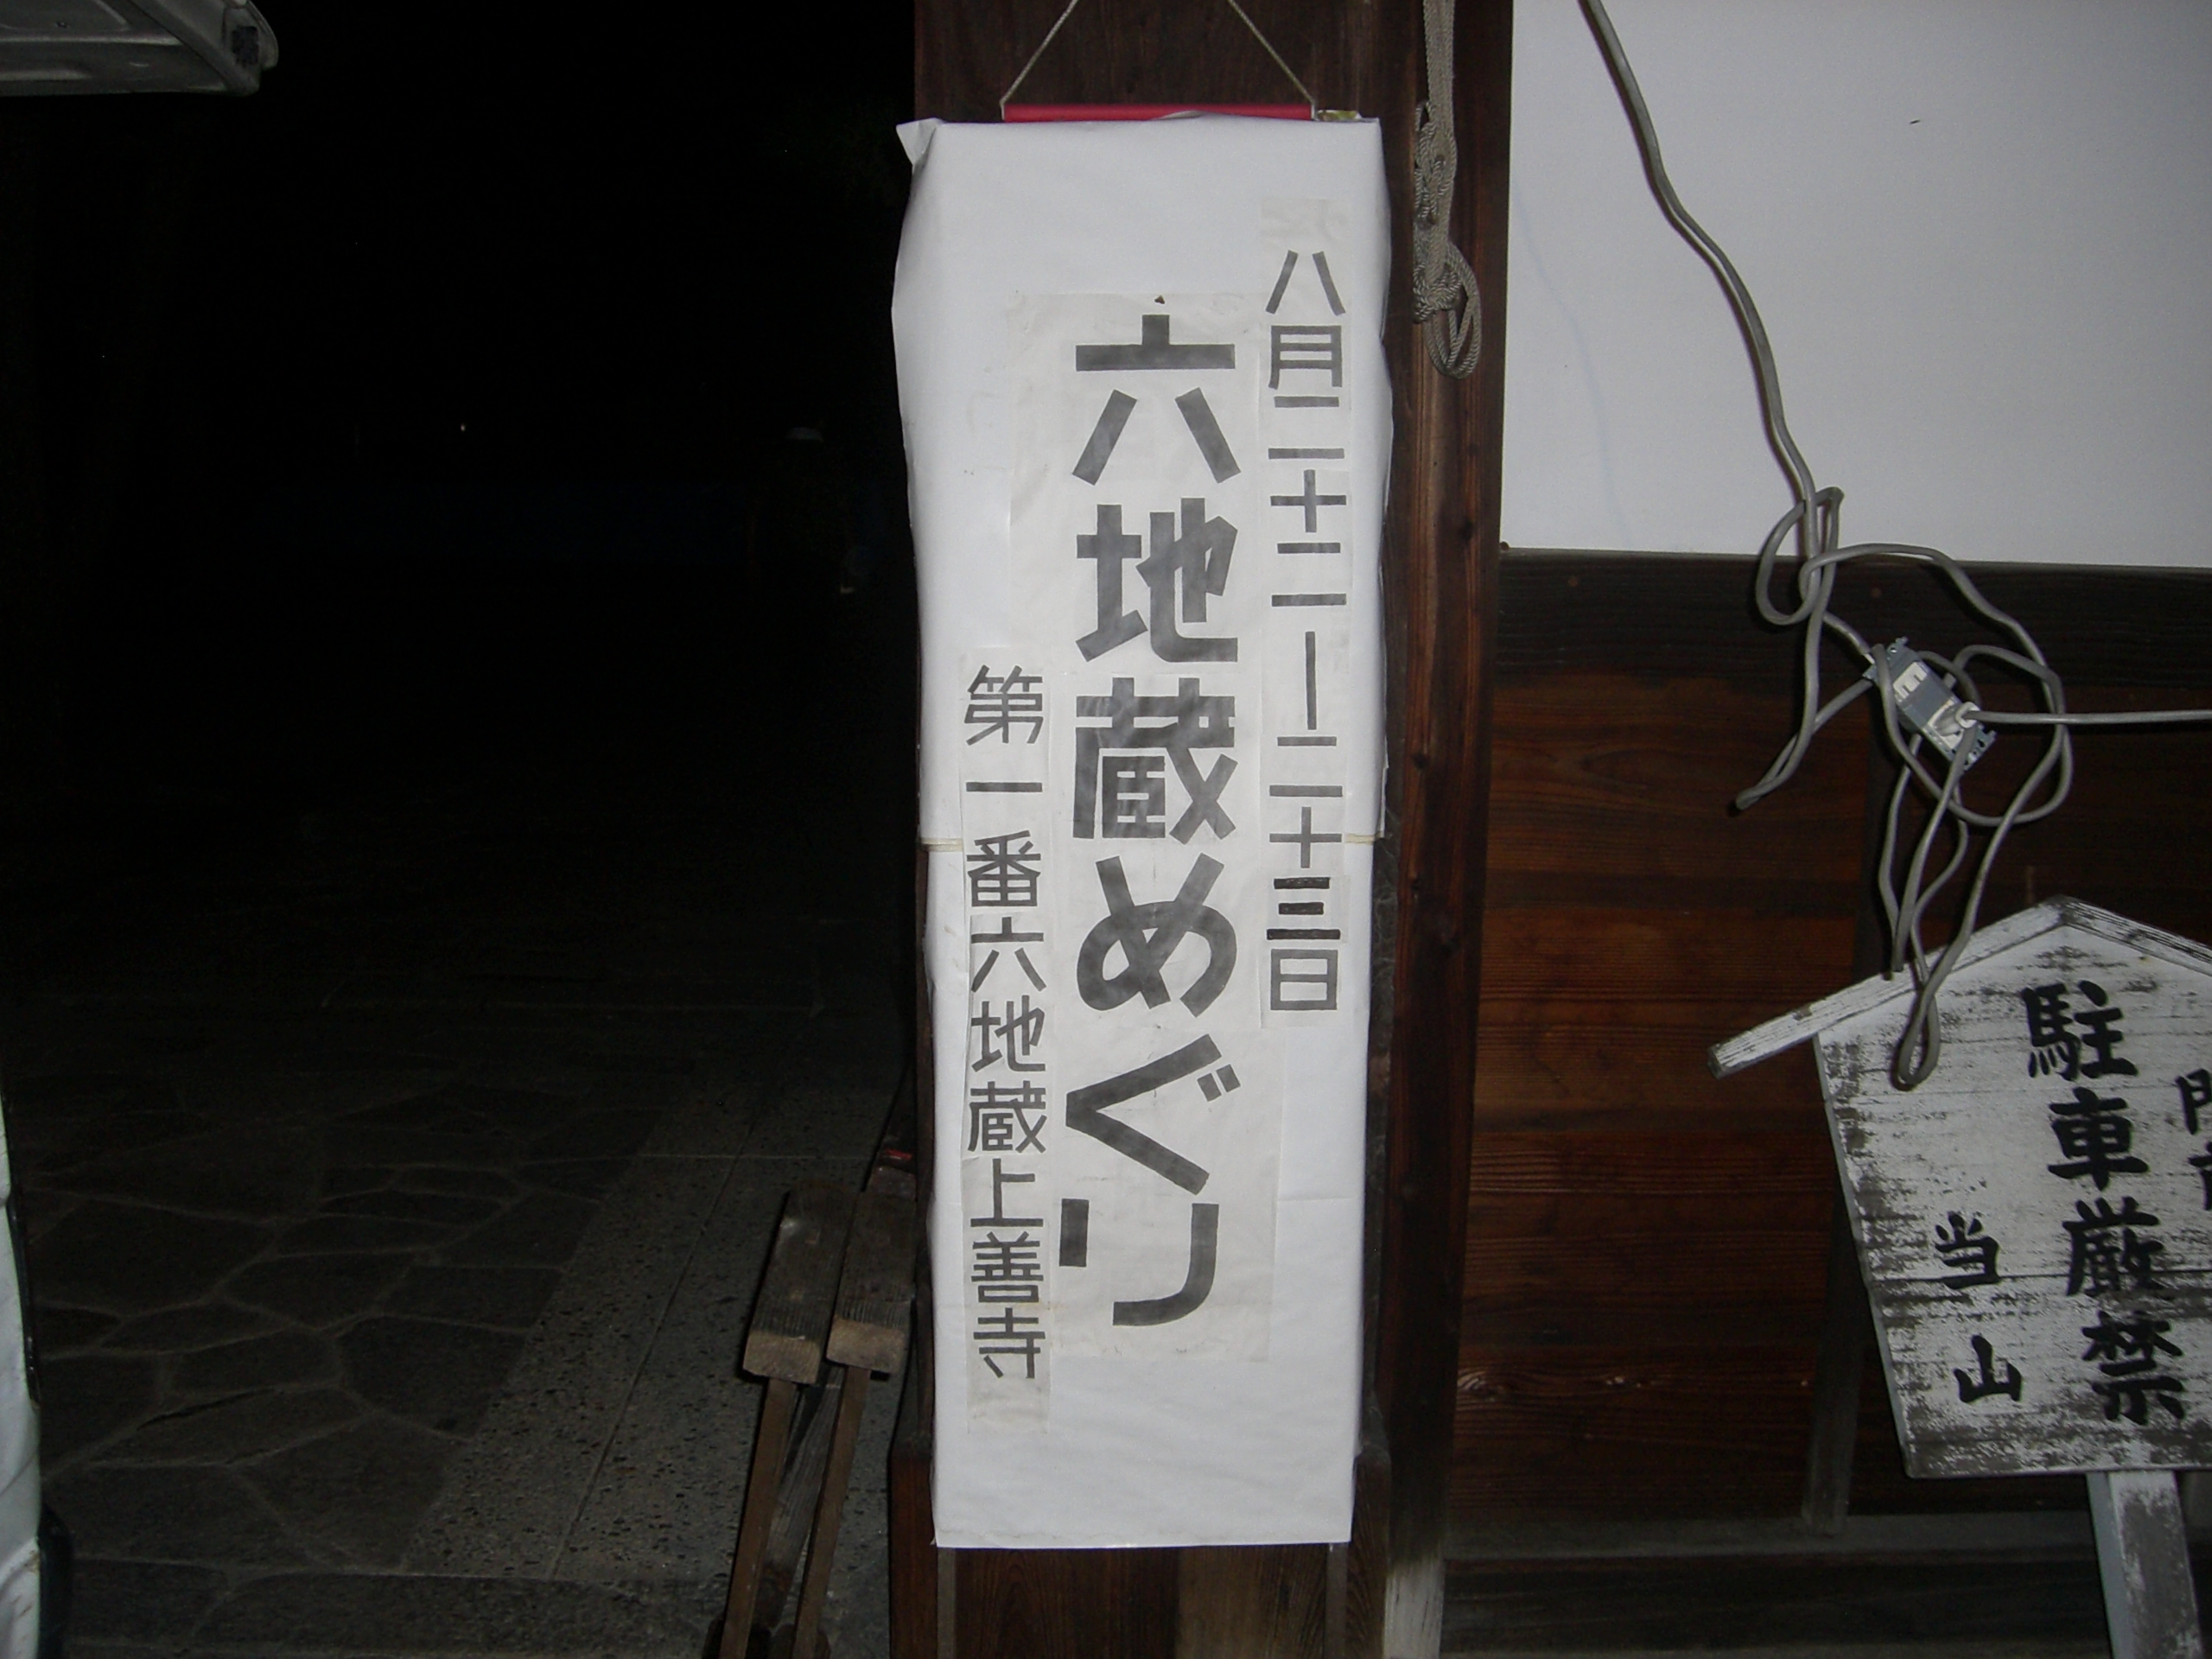 八月二十二―二十三日
六地蔵めぐり
第一番六地蔵上善寺
駐車厳禁
当山